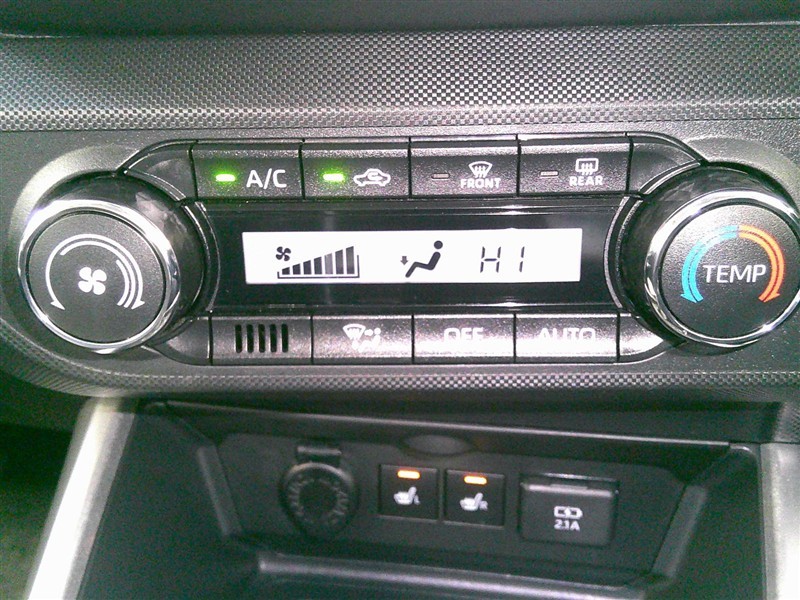 A/C
FRONT
REAR
HI
TEMP
OFF
AUTO
L
R
2.1A